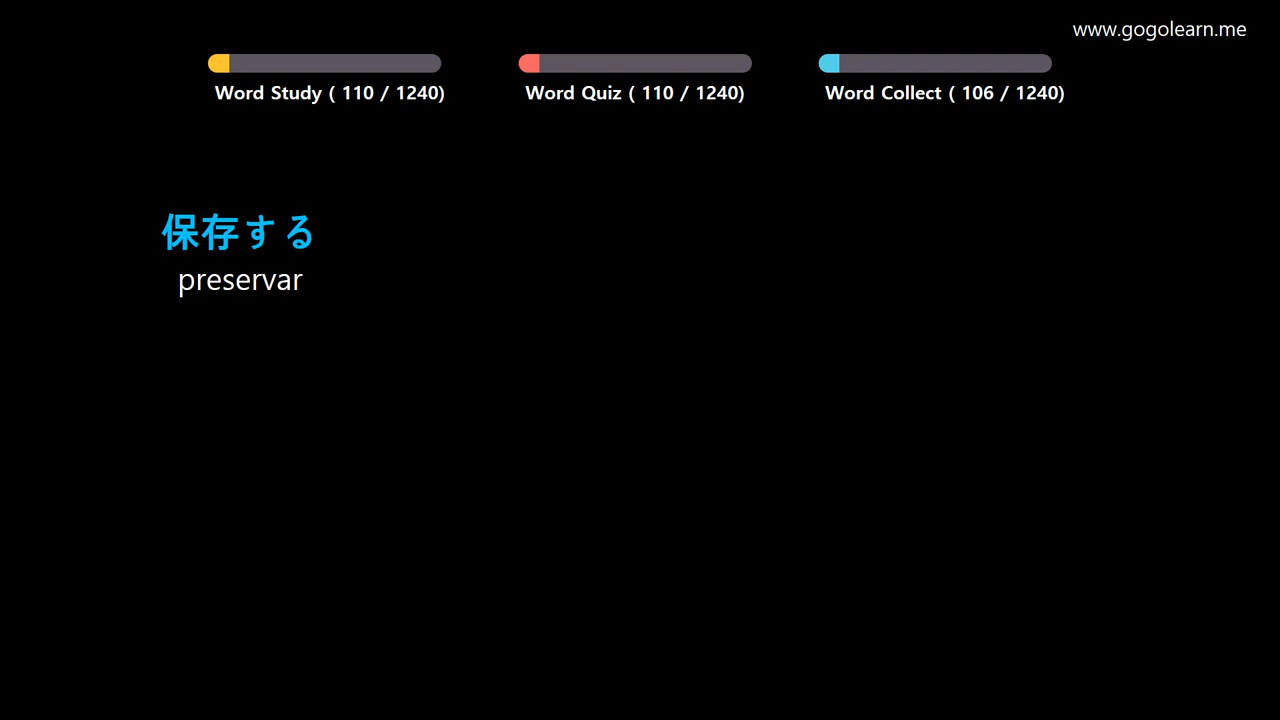 www.gogolearn.me
Word Study ( 110 / 1240)
Word Quiz ( 110 / 1240)
Word Collect ( 106 / 1240)
保存する
preservar